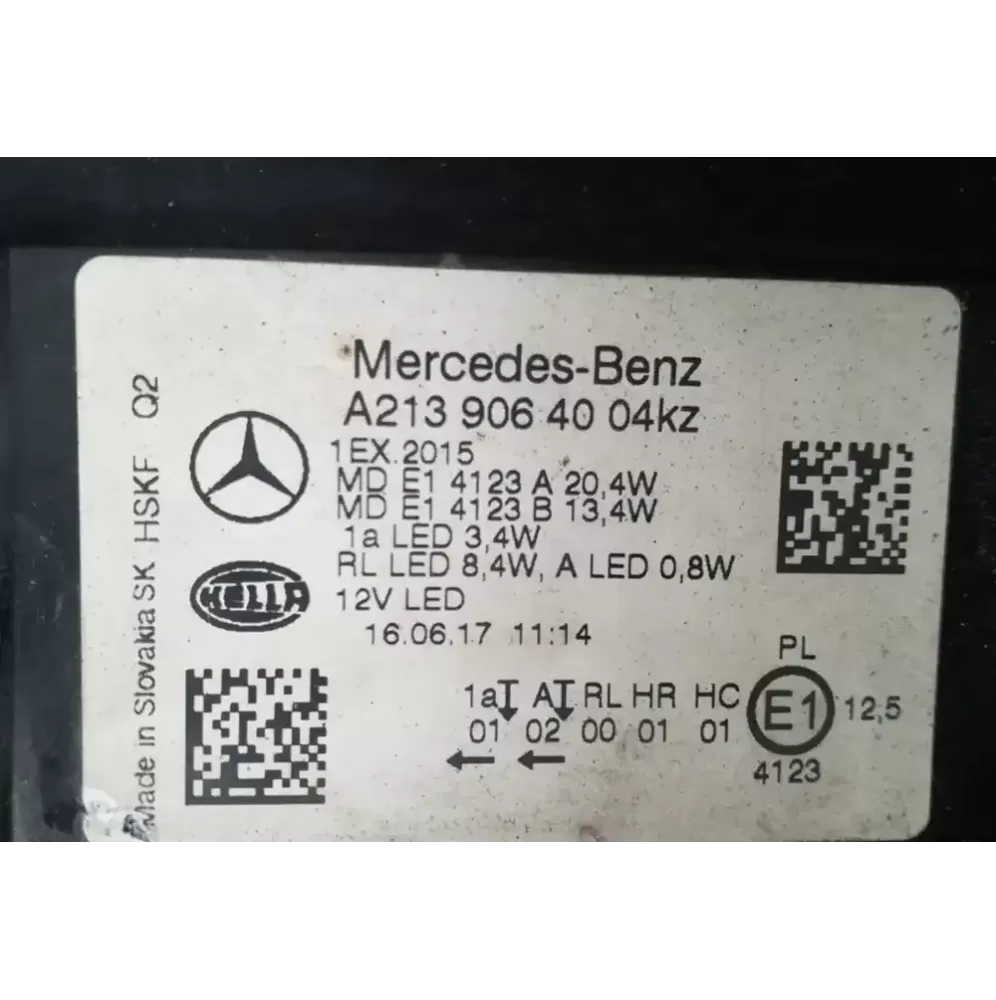 Mercedes-Benz
A213 906 40 04kz
1EX.2015
MD E1 4123 A 20,4W
MD E1 4123 B 13,4W
1a LED 3,4W
RL LED 8,4W, A LED 0,8W
12V LED
16.06.17 11:14
HELLA
Made in Slovakia SK HSKF Q2
PL
1a AT RL HR HC E1 12,5
01 02 00 01 01
4123